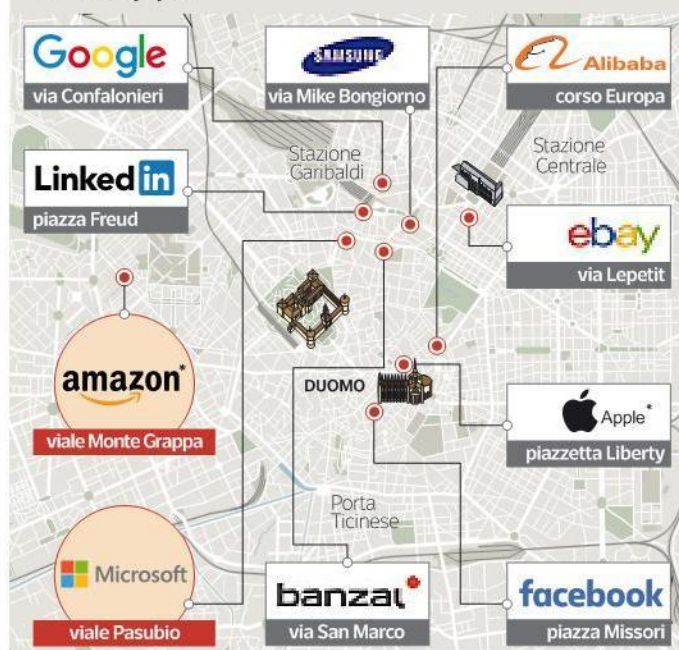 Google
via Confalonieri
SAMSUNG
via Mike Bongiorno
Alibaba
corso Europa
Stazione
Garibaldi
Stazione
Centrale
Linked in
piazza Freud
ebay
via Lepetit
amazon*
viale Monte Grappa
DUOMO
Apple*
piazzetta Liberty
Porta
Ticinese
Microsoft
viale Pasubio
banzai
via San Marco
facebook
piazza Missori